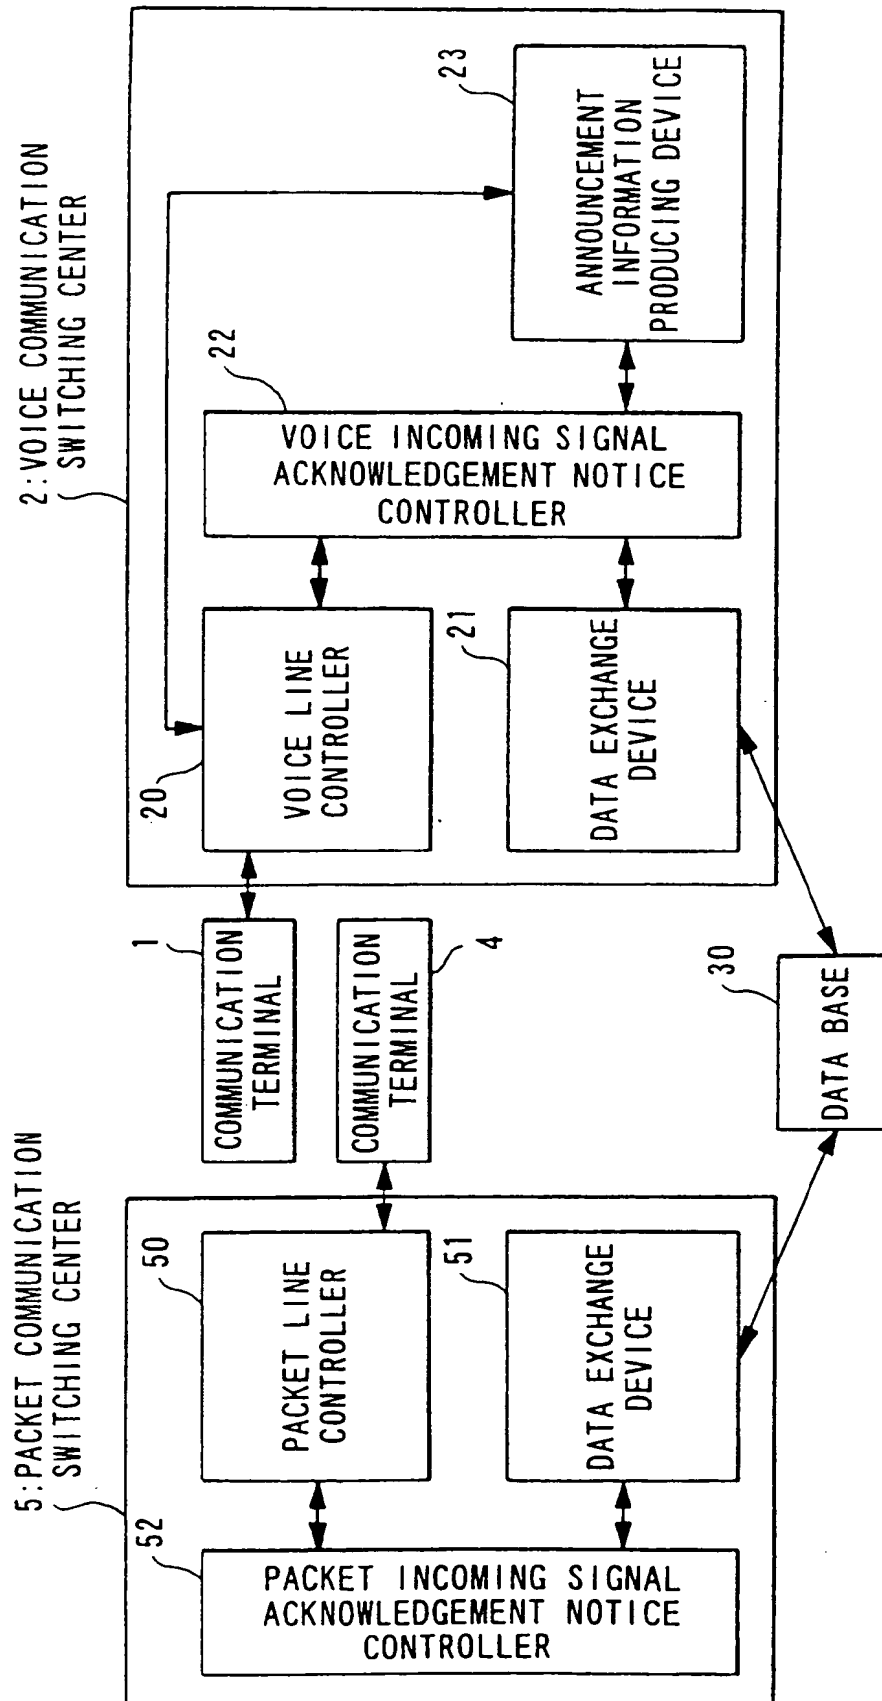 5:PACKET COMMUNICATION
SWITCHING CENTER
52
PACKET INCOMING SIGNAL
ACKNOWLEDGEMENT NOTICE
CONTROLLER
50
PACKET LINE
CONTROLLER
51
DATA EXCHANGE
DEVICE
1
COMMUNICATION
TERMINAL
4
COMMUNICATION
TERMINAL
30
DATA BASE
2:VOICE COMMUNICATION
SWITCHING CENTER
20
VOICE LINE
CONTROLLER
21
DATA EXCHANGE
DEVICE
22
VOICE INCOMING SIGNAL
ACKNOWLEDGEMENT NOTICE
CONTROLLER
23
ANNOUNCEMENT
INFORMATION
PRODUCING DEVICE